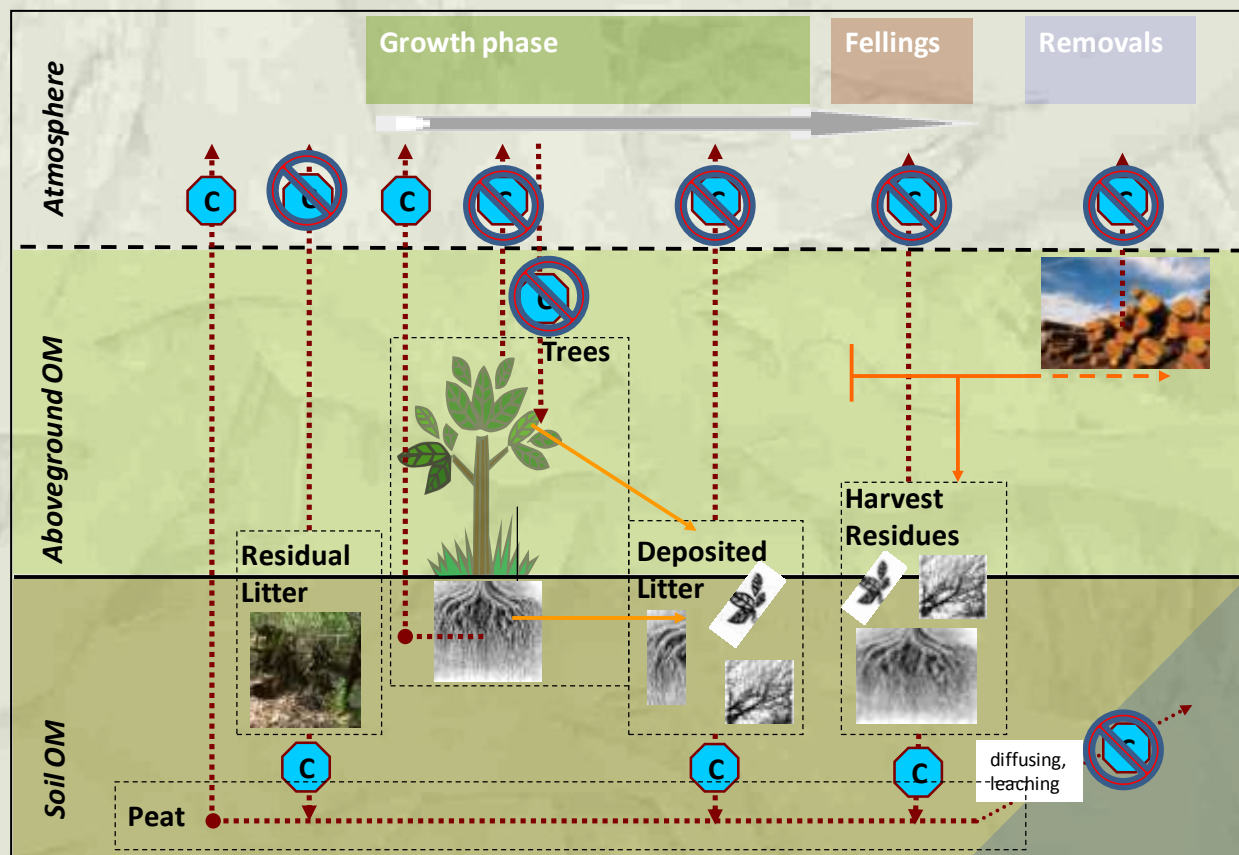 Growth phase
Fellings
Removals
Atmosphere
C
C
C
C
C
C
C
C
Trees
Aboveground OM
Residual
Litter
Deposited
Litter
Harvest
Residues
Soil OM
C
C
C
C
diffusing,
leaching
Peat